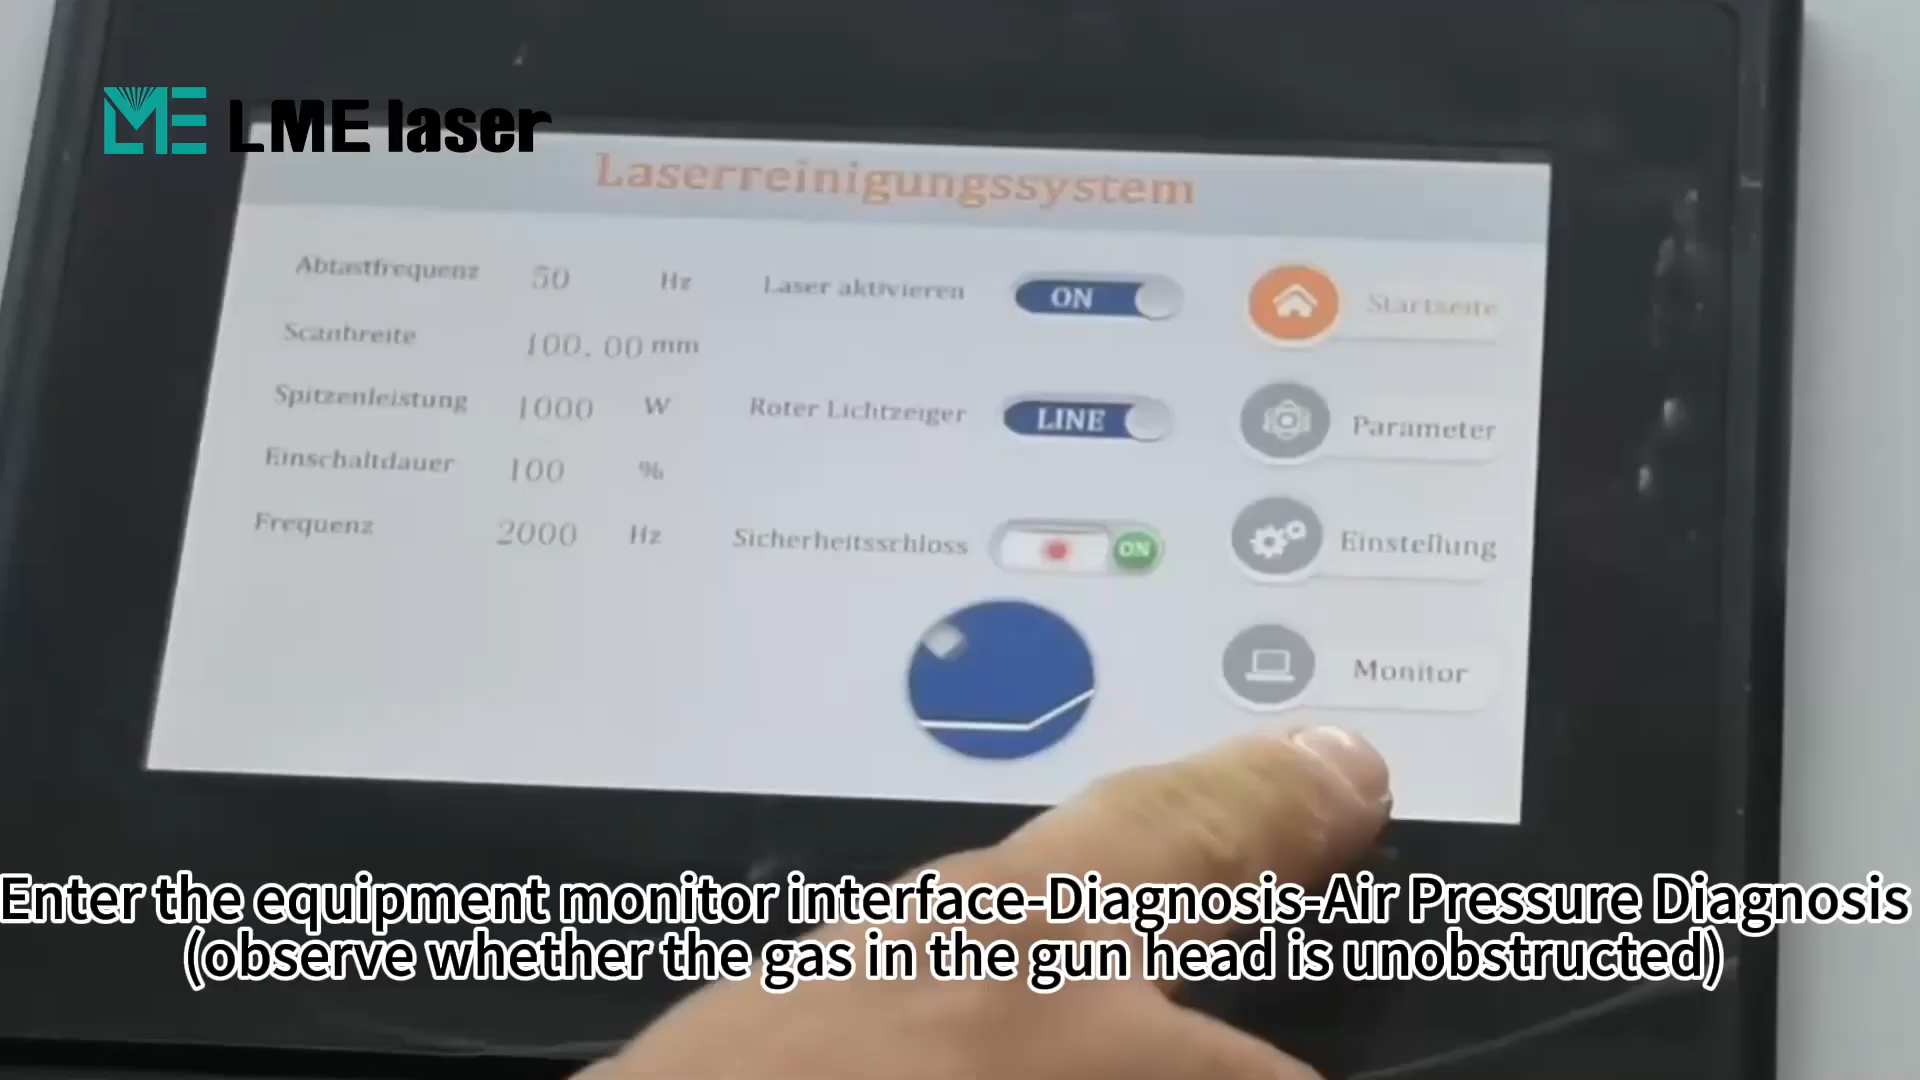 LME laser
Laserreinigungssystem
Abtastfrequenz 50 Hz
Scanbreite 100.00 mm
Spitzenleistung 1000 W
Einschaltdauer 100 %
Frequenz 2000 Hz
Laser aktivieren ON
Roter Lichtzeiger LINE
Sicherheitsschloss ON
Startseite
Parameter
Einstellung
Monitor
Enter the equipment monitor interface-Diagnosis-Air Pressure Diagnosis
(observe whether the gas in the gun head is unobstructed)